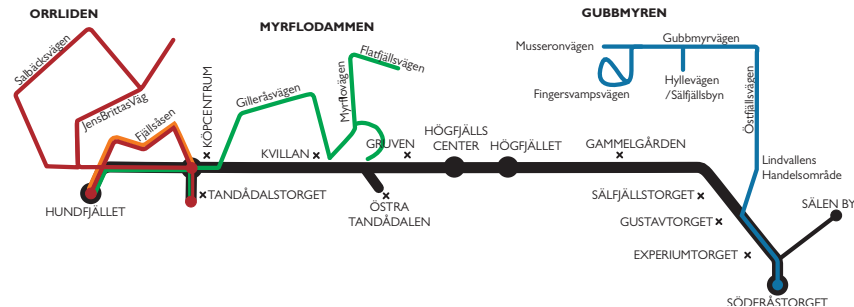 ORRLIDEN
MYRFLODAMMEN
GUBBMYREN
Salbäcksvägen
JensBrittasVäg
Fjällsåsen
KÖPCENTRUM
Gilleråsvägen
Myrflovägen
Flatfjällsvägen
Musseronvägen
Gubbmyrvägen
Fingersvampsvägen
Hyllevägen
/Sälfjällsbyn
Östfjällsvägen
KVILLAN
GRUVEN
HÖGFJÄLLS
CENTER
HÖGFJÄLLET
GAMMELGÅRDEN
Lindvallens
Handelsområde
HUNDFJÄLLET
TANDÅDALSTORGET
ÖSTRA
TANDÅDALEN
SÄLFJÄLLSTORGET
SÄLEN BY
GUSTAVTORGET
EXPERIUMTORGET
SÖDERÅSTORGET